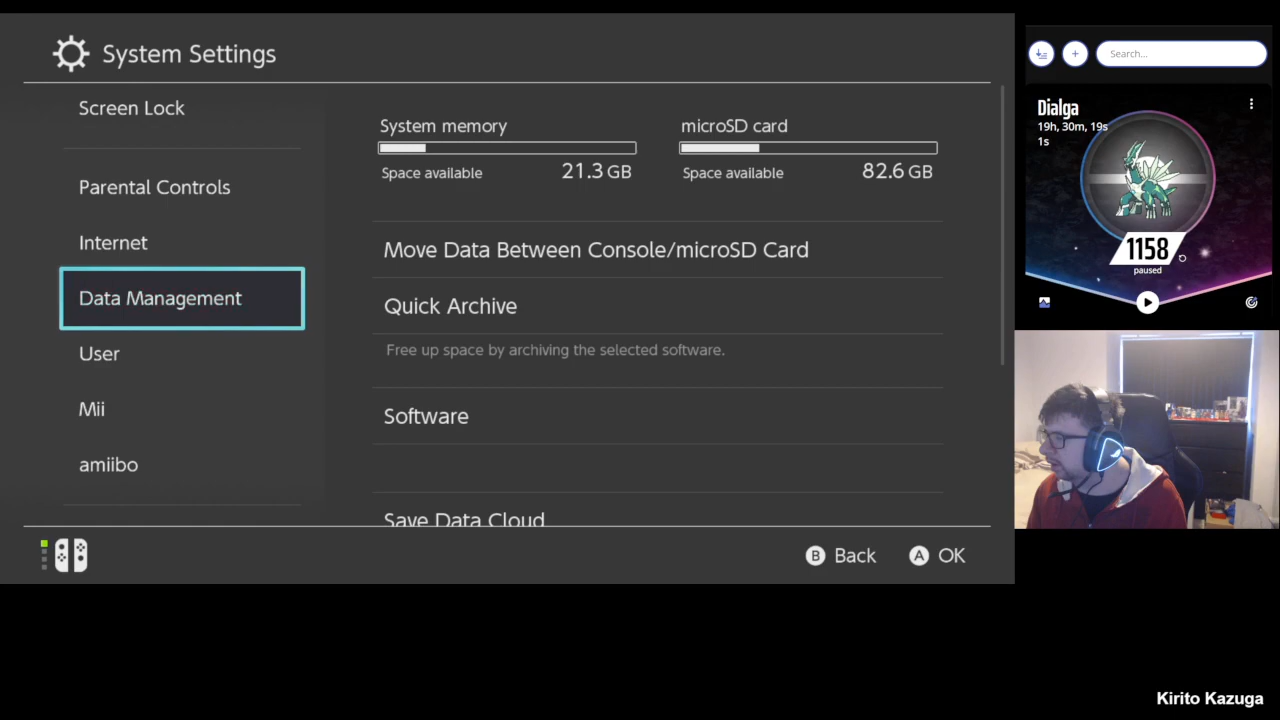 System Settings
Screen Lock
Parental Controls
Internet
Data Management
User
Mii
amiibo
System memory
Space available 21.3 GB
microSD card
Space available 82.6 GB
Move Data Between Console/microSD Card
Quick Archive
Free up space by archiving the selected software.
Software
Save Data Cloud
B Back
A OK
Search...
Dialga
19h, 30m, 19s
1s
1158
paused
Kirito Kazuga